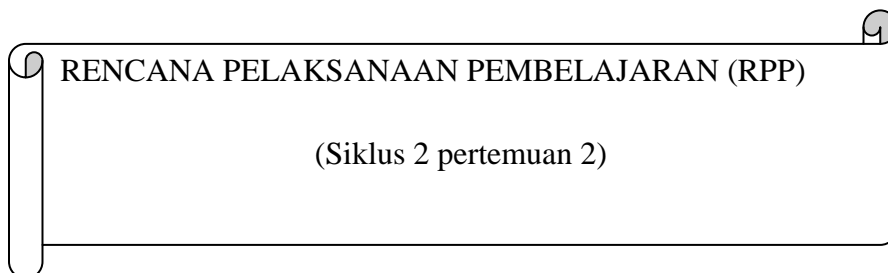 RENCANA PELAKSANAAN PEMBELAJARAN (RPP)
(Siklus 2 pertemuan 2)